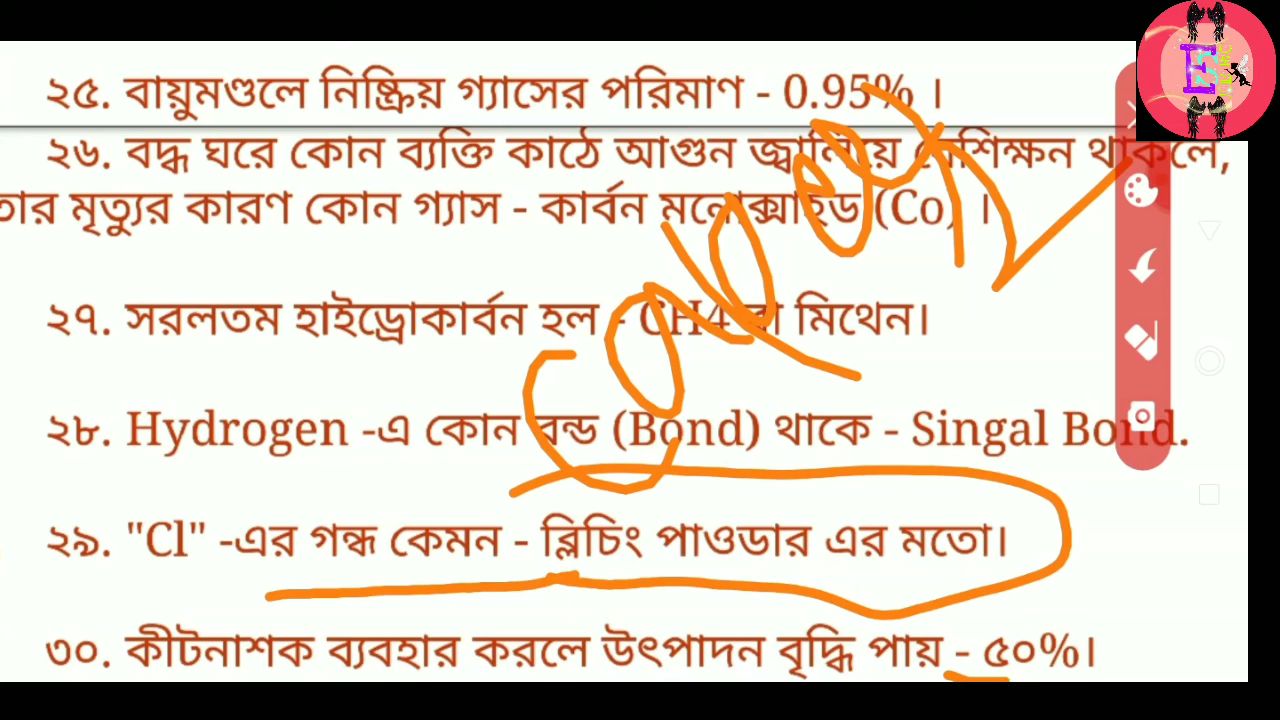 ২৫. বায়ুমণ্ডলে নিষ্ক্রিয় গ্যাসের পরিমাণ - 0.95% ।
২৬. বদ্ধ ঘরে কোন ব্যক্তি কাঠে আগুন জ্বালিয়ে বেশিক্ষন থাকলে,
তার মৃত্যুর কারণ কোন গ্যাস - কার্বন মনোক্সাইড (Co) ।
২৭. সরলতম হাইড্রোকার্বন হল - CH4 বা মিথেন।
২৮. Hydrogen -এ কোন বন্ড (Bond) থাকে - Singal Bond.
২৯. "Cl" -এর গন্ধ কেমন - ব্লিচিং পাওডার এর মতো।
৩০. কীটনাশক ব্যবহার করলে উৎপাদন বৃদ্ধি পায় - ৫০%।